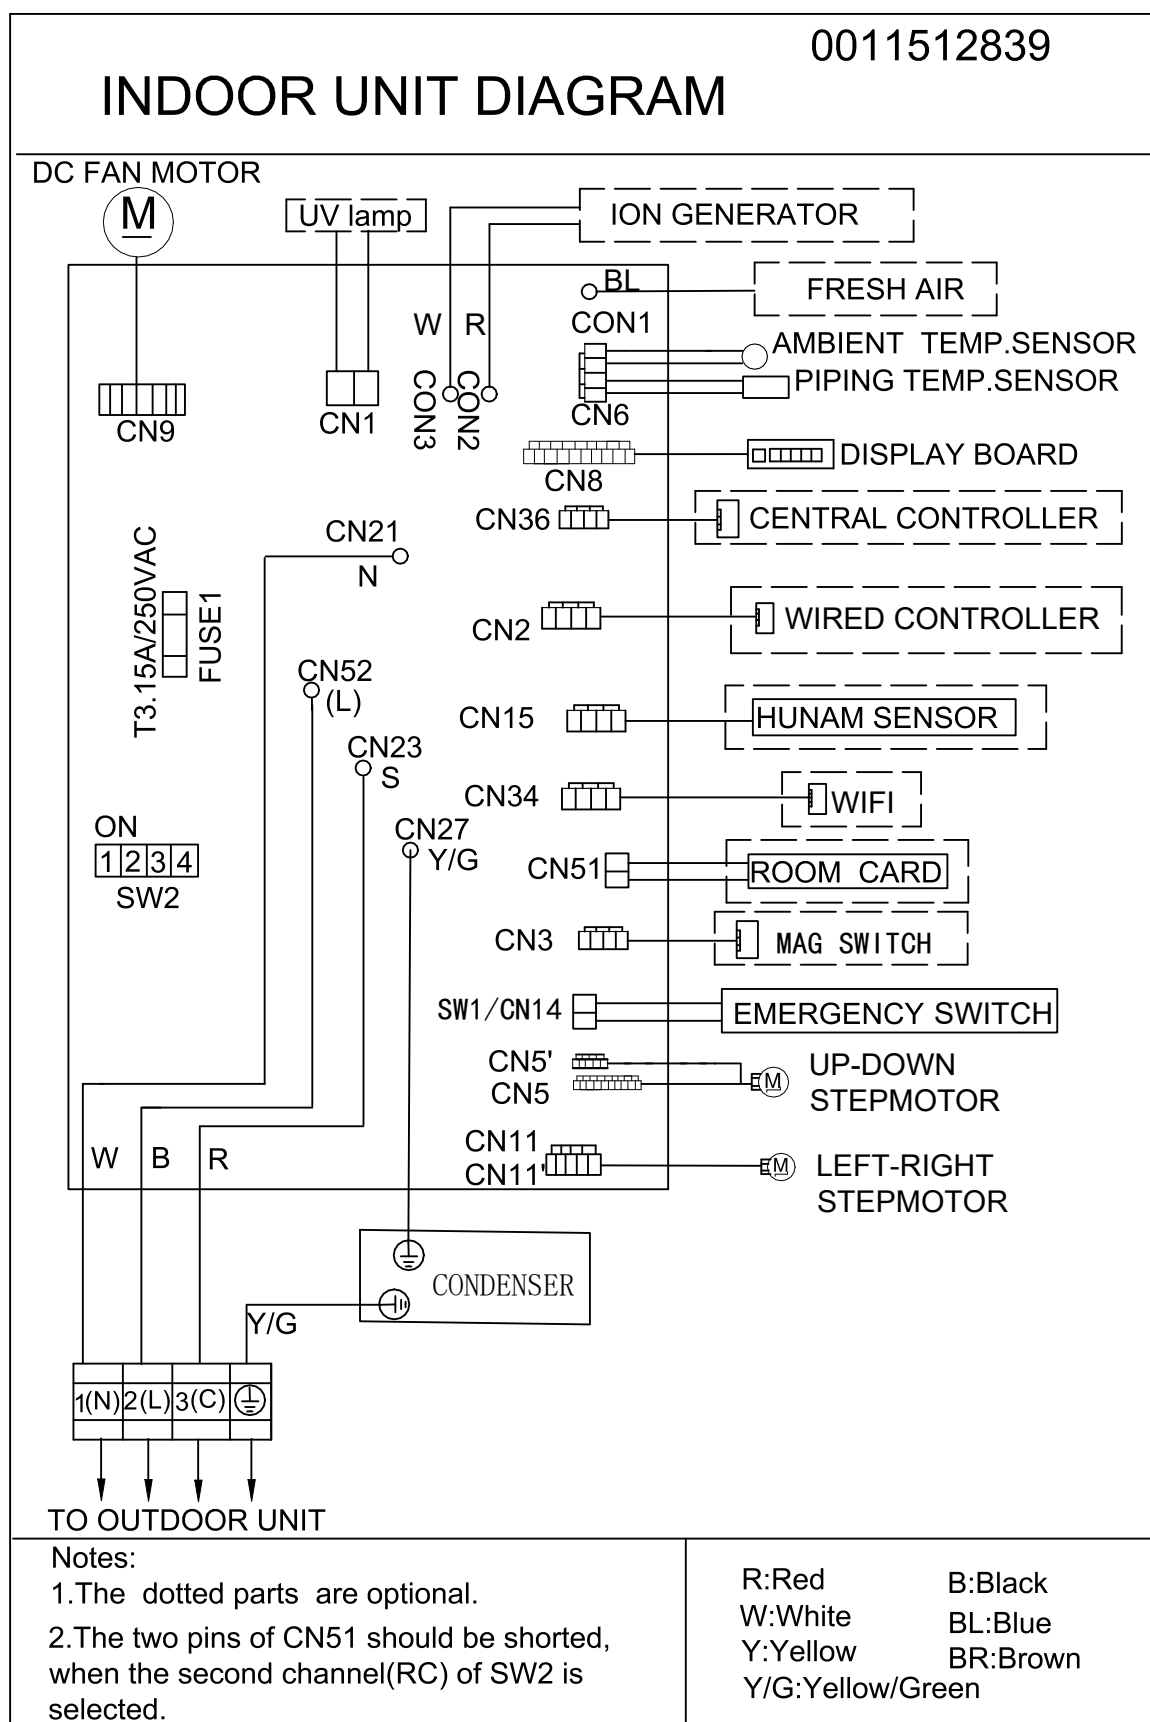 0011512839
INDOOR UNIT DIAGRAM
DC FAN MOTOR
M
UV lamp
ION GENERATOR
BL
FRESH AIR
W
R
CON1
AMBIENT TEMP.SENSOR
PIPING TEMP.SENSOR
CN9
CN1
CON3
CON2
CN6
DISPLAY BOARD
CN8
CN36
CENTRAL CONTROLLER
CN21
N
T3.15A/250VAC
FUSE1
CN2
WIRED CONTROLLER
CN52
(L)
CN15
HUNAM SENSOR
CN23
S
CN34
WIFI
ON
1 2 3 4
SW2
CN27
Y/G
CN51
ROOM CARD
CN3
MAG SWITCH
SW1/CN14
EMERGENCY SWITCH
CN5'
CN5
M
UP-DOWN
STEPMOTOR
CN11
CN11'
M
LEFT-RIGHT
STEPMOTOR
W
B
R
CONDENSER
Y/G
1(N) 2(L) 3(C)
TO OUTDOOR UNIT
Notes:
1.The dotted parts are optional.
2.The two pins of CN51 should be shorted,
when the second channel(RC) of SW2 is
selected.
R:Red
B:Black
W:White
BL:Blue
Y:Yellow
BR:Brown
Y/G:Yellow/Green